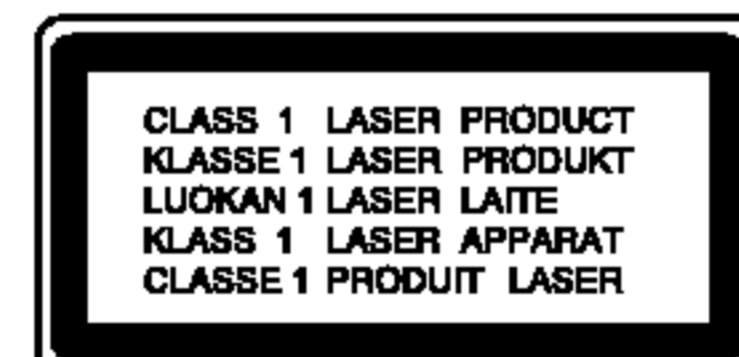 CLASS 1 LASER PRODUCT
KLASSE 1 LASER PRODUKT
LUOKAN 1 LASER LAITE
KLASS 1 LASER APPARAT
CLASSE 1 PRODUIT LASER